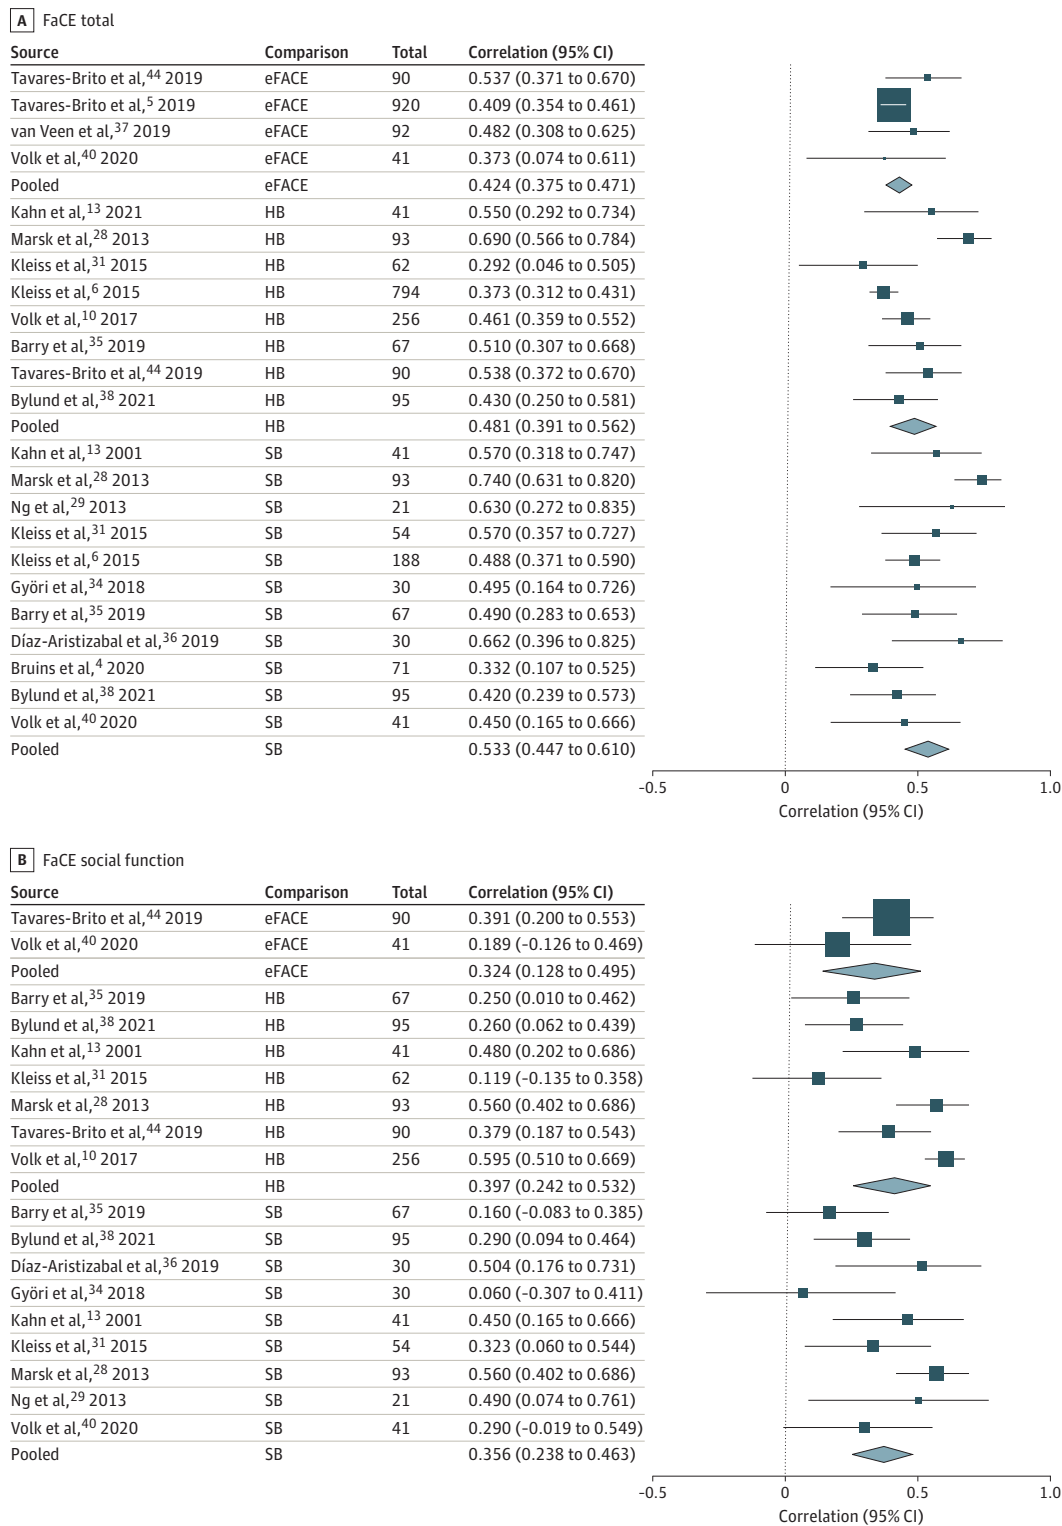 A FaCE total
Source Comparison Total Correlation (95% CI)
Tavares-Brito et al,44 2019 eFACE 90 0.537 (0.371 to 0.670)
Tavares-Brito et al,5 2019 eFACE 920 0.409 (0.354 to 0.461)
van Veen et al,37 2019 eFACE 92 0.482 (0.308 to 0.625)
Volk et al,40 2020 eFACE 41 0.373 (0.074 to 0.611)
Pooled eFACE 0.424 (0.375 to 0.471)
Kahn et al,13 2021 HB 41 0.550 (0.292 to 0.734)
Marsk et al,28 2013 HB 93 0.690 (0.566 to 0.784)
Kleiss et al,31 2015 HB 62 0.292 (0.046 to 0.505)
Kleiss et al,6 2015 HB 794 0.373 (0.312 to 0.431)
Volk et al,10 2017 HB 256 0.461 (0.359 to 0.552)
Barry et al,35 2019 HB 67 0.510 (0.307 to 0.668)
Tavares-Brito et al,44 2019 HB 90 0.538 (0.372 to 0.670)
Bylund et al,38 2021 HB 95 0.430 (0.250 to 0.581)
Pooled HB 0.481 (0.391 to 0.562)
Kahn et al,13 2001 SB 41 0.570 (0.318 to 0.747)
Marsk et al,28 2013 SB 93 0.740 (0.631 to 0.820)
Ng et al,29 2013 SB 21 0.630 (0.272 to 0.835)
Kleiss et al,31 2015 SB 54 0.570 (0.357 to 0.727)
Kleiss et al,6 2015 SB 188 0.488 (0.371 to 0.590)
Györi et al,34 2018 SB 30 0.495 (0.164 to 0.726)
Barry et al,35 2019 SB 67 0.490 (0.283 to 0.653)
Díaz-Aristizabal et al,36 2019 SB 30 0.662 (0.396 to 0.825)
Bruins et al,4 2020 SB 71 0.332 (0.107 to 0.525)
Bylund et al,38 2021 SB 95 0.420 (0.239 to 0.573)
Volk et al,40 2020 SB 41 0.450 (0.165 to 0.666)
Pooled SB 0.533 (0.447 to 0.610)
-0.5 0 0.5 1.0
Correlation (95% CI)
B FaCE social function
Source Comparison Total Correlation (95% CI)
Tavares-Brito et al,44 2019 eFACE 90 0.391 (0.200 to 0.553)
Volk et al,40 2020 eFACE 41 0.189 (-0.126 to 0.469)
Pooled eFACE 0.324 (0.128 to 0.495)
Barry et al,35 2019 HB 67 0.250 (0.010 to 0.462)
Bylund et al,38 2021 HB 95 0.260 (0.062 to 0.439)
Kahn et al,13 2001 HB 41 0.480 (0.202 to 0.686)
Kleiss et al,31 2015 HB 62 0.119 (-0.135 to 0.358)
Marsk et al,28 2013 HB 93 0.560 (0.402 to 0.686)
Tavares-Brito et al,44 2019 HB 90 0.379 (0.187 to 0.543)
Volk et al,10 2017 HB 256 0.595 (0.510 to 0.669)
Pooled HB 0.397 (0.242 to 0.532)
Barry et al,35 2019 SB 67 0.160 (-0.083 to 0.385)
Bylund et al,38 2021 SB 95 0.290 (0.094 to 0.464)
Díaz-Aristizabal et al,36 2019 SB 30 0.504 (0.176 to 0.731)
Györi et al,34 2018 SB 30 0.060 (-0.307 to 0.411)
Kahn et al,13 2001 SB 41 0.450 (0.165 to 0.666)
Kleiss et al,31 2015 SB 54 0.323 (0.060 to 0.544)
Marsk et al,28 2013 SB 93 0.560 (0.402 to 0.686)
Ng et al,29 2013 SB 21 0.490 (0.074 to 0.761)
Volk et al,40 2020 SB 41 0.290 (-0.019 to 0.549)
Pooled SB 0.356 (0.238 to 0.463)
-0.5 0 0.5 1.0
Correlation (95% CI)